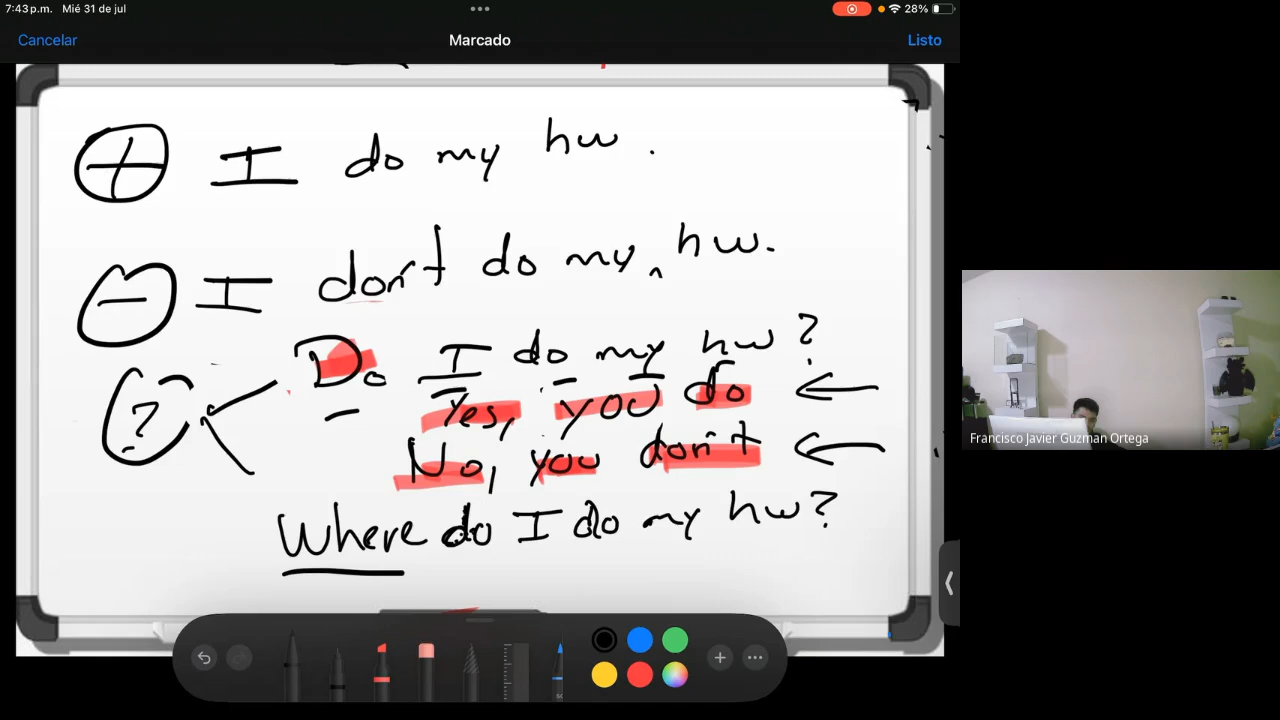 7:43 p.m. Mié 31 de jul
28%
Cancelar
Marcado
Listo
+ I do my hw.
- I don't do my hw.
? Do I do my hw?
Yes, you do
No, you don't
Where do I do my hw?
Francisco Javier Guzman Ortega